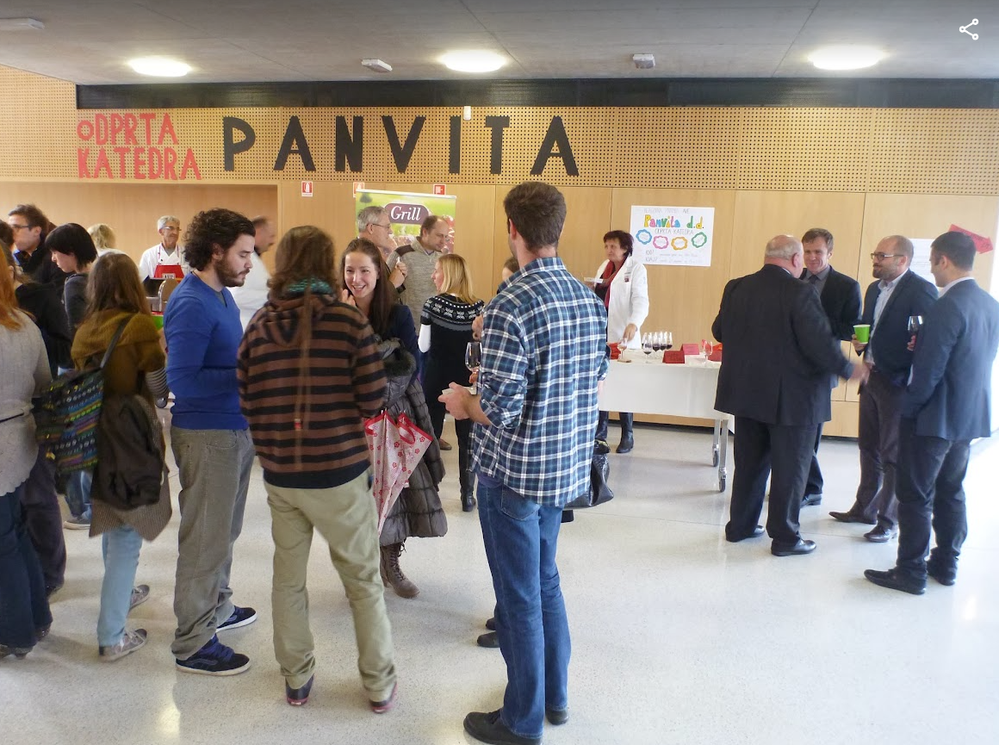 ODPRTA
KATEDRA
PANVITA
Grill
Panvita d.d.
ODPRTA KATEDRA